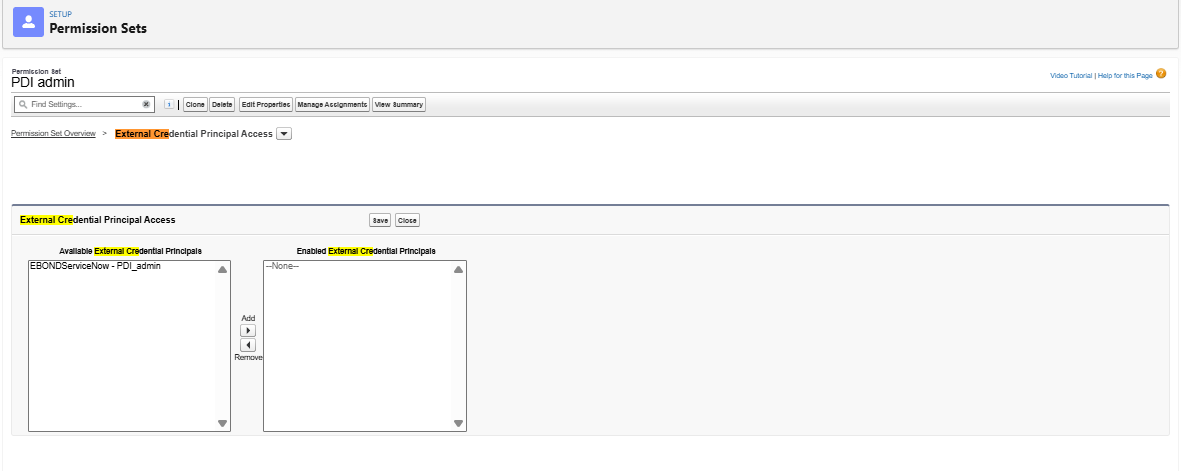 SETUP
Permission Sets
Permission Set
PDI admin
Video Tutorial | Help for this Page ?
Find Settings... Clone Delete Edit Properties Manage Assignments View Summary
Permission Set Overview > External Credential Principal Access
External Credential Principal Access Save Close
Available External Credential Principals Enabled External Credential Principals
EBONDServiceNow - PDI_admin --None--
Add
Remove